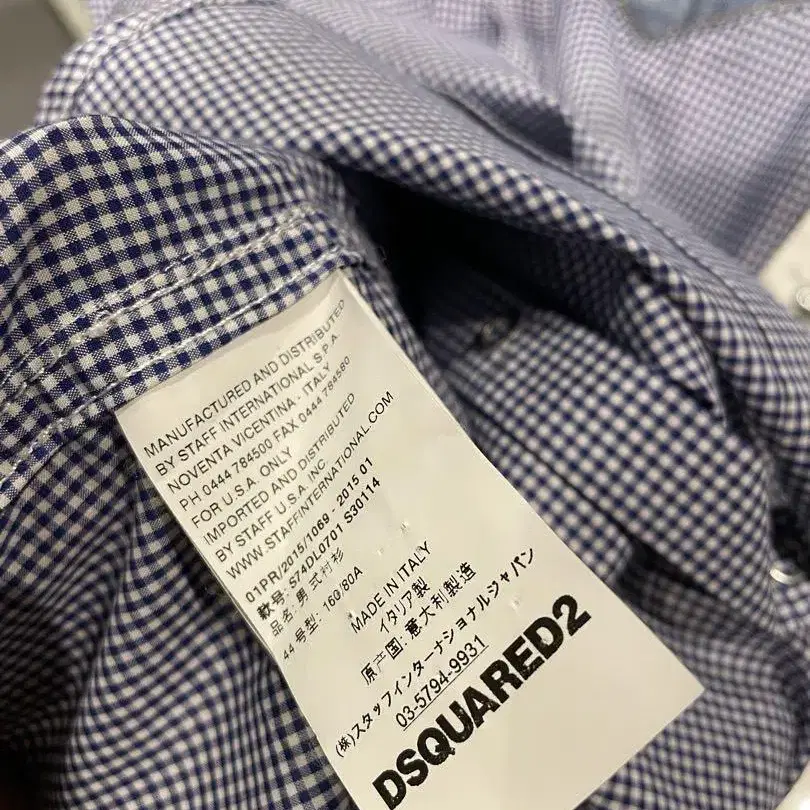 MANUFACTURED AND DISTRIBUTED
BY STAFF INTERNATIONAL S.P.A.
NOVENTA VICENTINA - ITALY
PH 0444 784500 FAX 0444 784580
FOR U.S.A. ONLY
IMPORTED AND DISTRIBUTED
BY STAFF U.S.A. INC.
WWW.STAFFINTERNATIONAL.COM
01PR/2015/1069 - 2015 01
款号: S74DL0701 S30114
品名: 男式衬衫
44 号型: 160/80A
MADE IN ITALY
イタリア製
原产国: 意大利制造
(株)スタッフインターナショナルジャパン
03-5794-9931
DSQUARED2